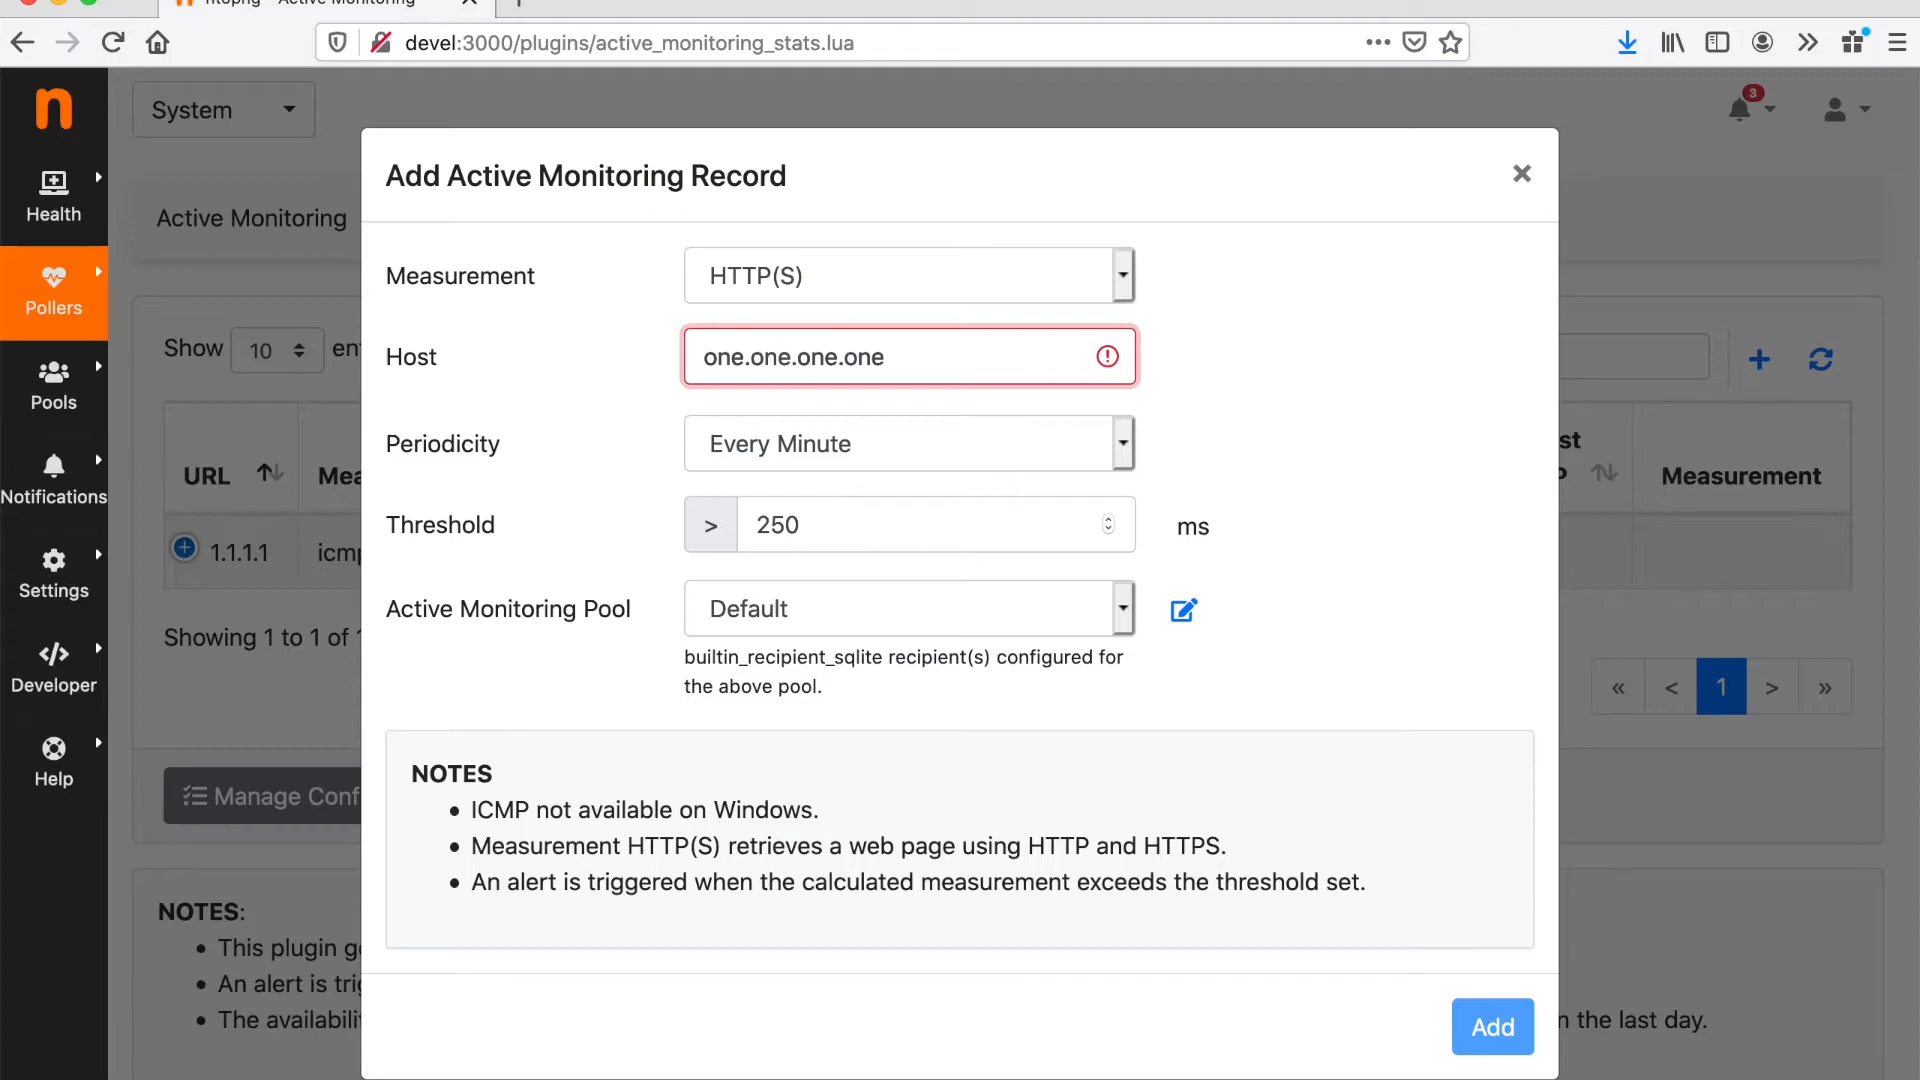 ntopng - Active Monitoring
devel:3000/plugins/active_monitoring_stats.lua
n
System
3
Health
Pollers
Pools
Notifications
Settings
Developer
Help
Active Monitoring
Show 10
URL
1.1.1.1
Showing 1 to 1 of
Manage
NOTES:
This plugin
An alert is
The
Add Active Monitoring Record
Measurement HTTP(S)
Host one.one.one.one
Periodicity Every Minute
Threshold > 250 ms
Active Monitoring Pool Default
builtin_recipient_sqlite recipient(s) configured for
the above pool.
NOTES
ICMP not available on Windows.
Measurement HTTP(S) retrieves a web page using HTTP and HTTPS.
An alert is triggered when the calculated measurement exceeds the threshold set.
Add
Measurement
« < 1 > »
the last day.